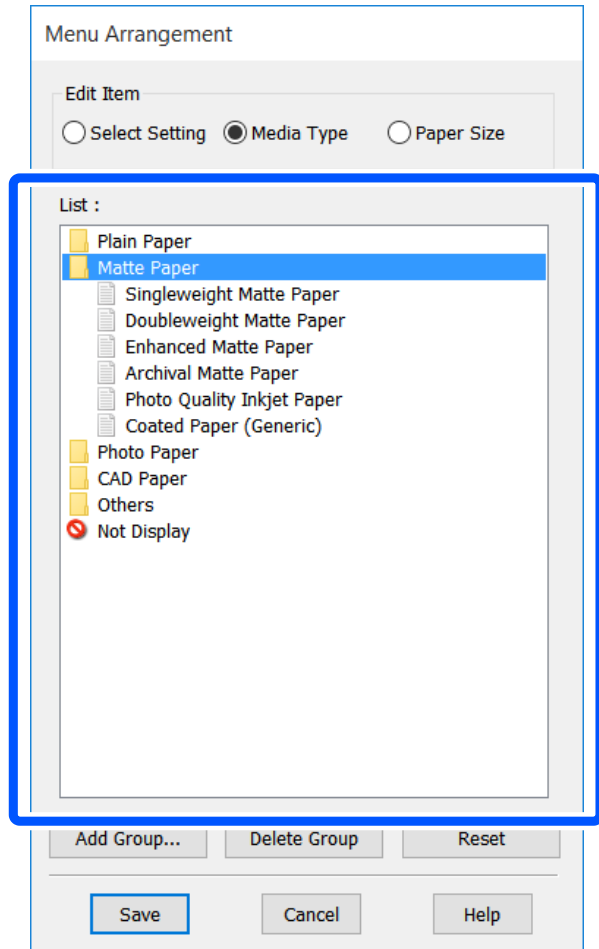 Menu Arrangement
Edit Item
Select Setting Media Type Paper Size
List :
Plain Paper
Matte Paper
Singleweight Matte Paper
Doubleweight Matte Paper
Enhanced Matte Paper
Archival Matte Paper
Photo Quality Inkjet Paper
Coated Paper (Generic)
Photo Paper
CAD Paper
Others
Not Display
Add Group... Delete Group Reset
Save Cancel Help